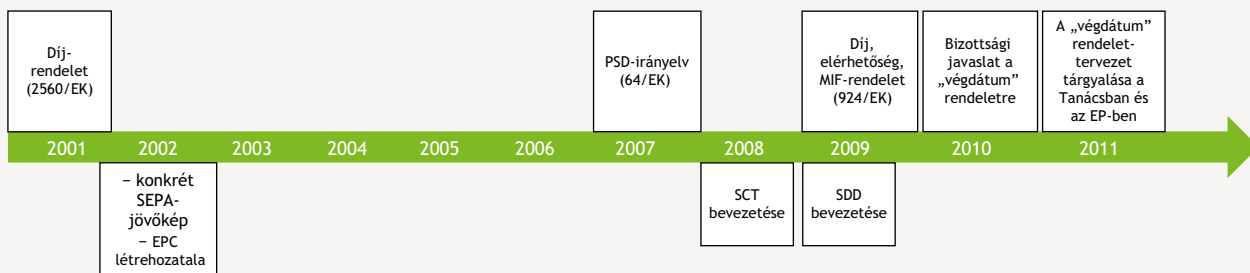 Díj-
rendelet
(2560/EK)
PSD-irányelv
(64/EK)
Díj,
elérhetőség,
MIF-rendelet
(924/EK)
Bizottsági
javaslat a
„végdátum”
rendeletre
A „végdátum”
rendelet-
tervezet
tárgyalása a
Tanácsban és
az EP-ben
2001 2002 2003 2004 2005 2006 2007 2008 2009 2010 2011
– konkrét
SEPA-
jövőkép
– EPC
létrehozatala
SCT
bevezetése
SDD
bevezetése